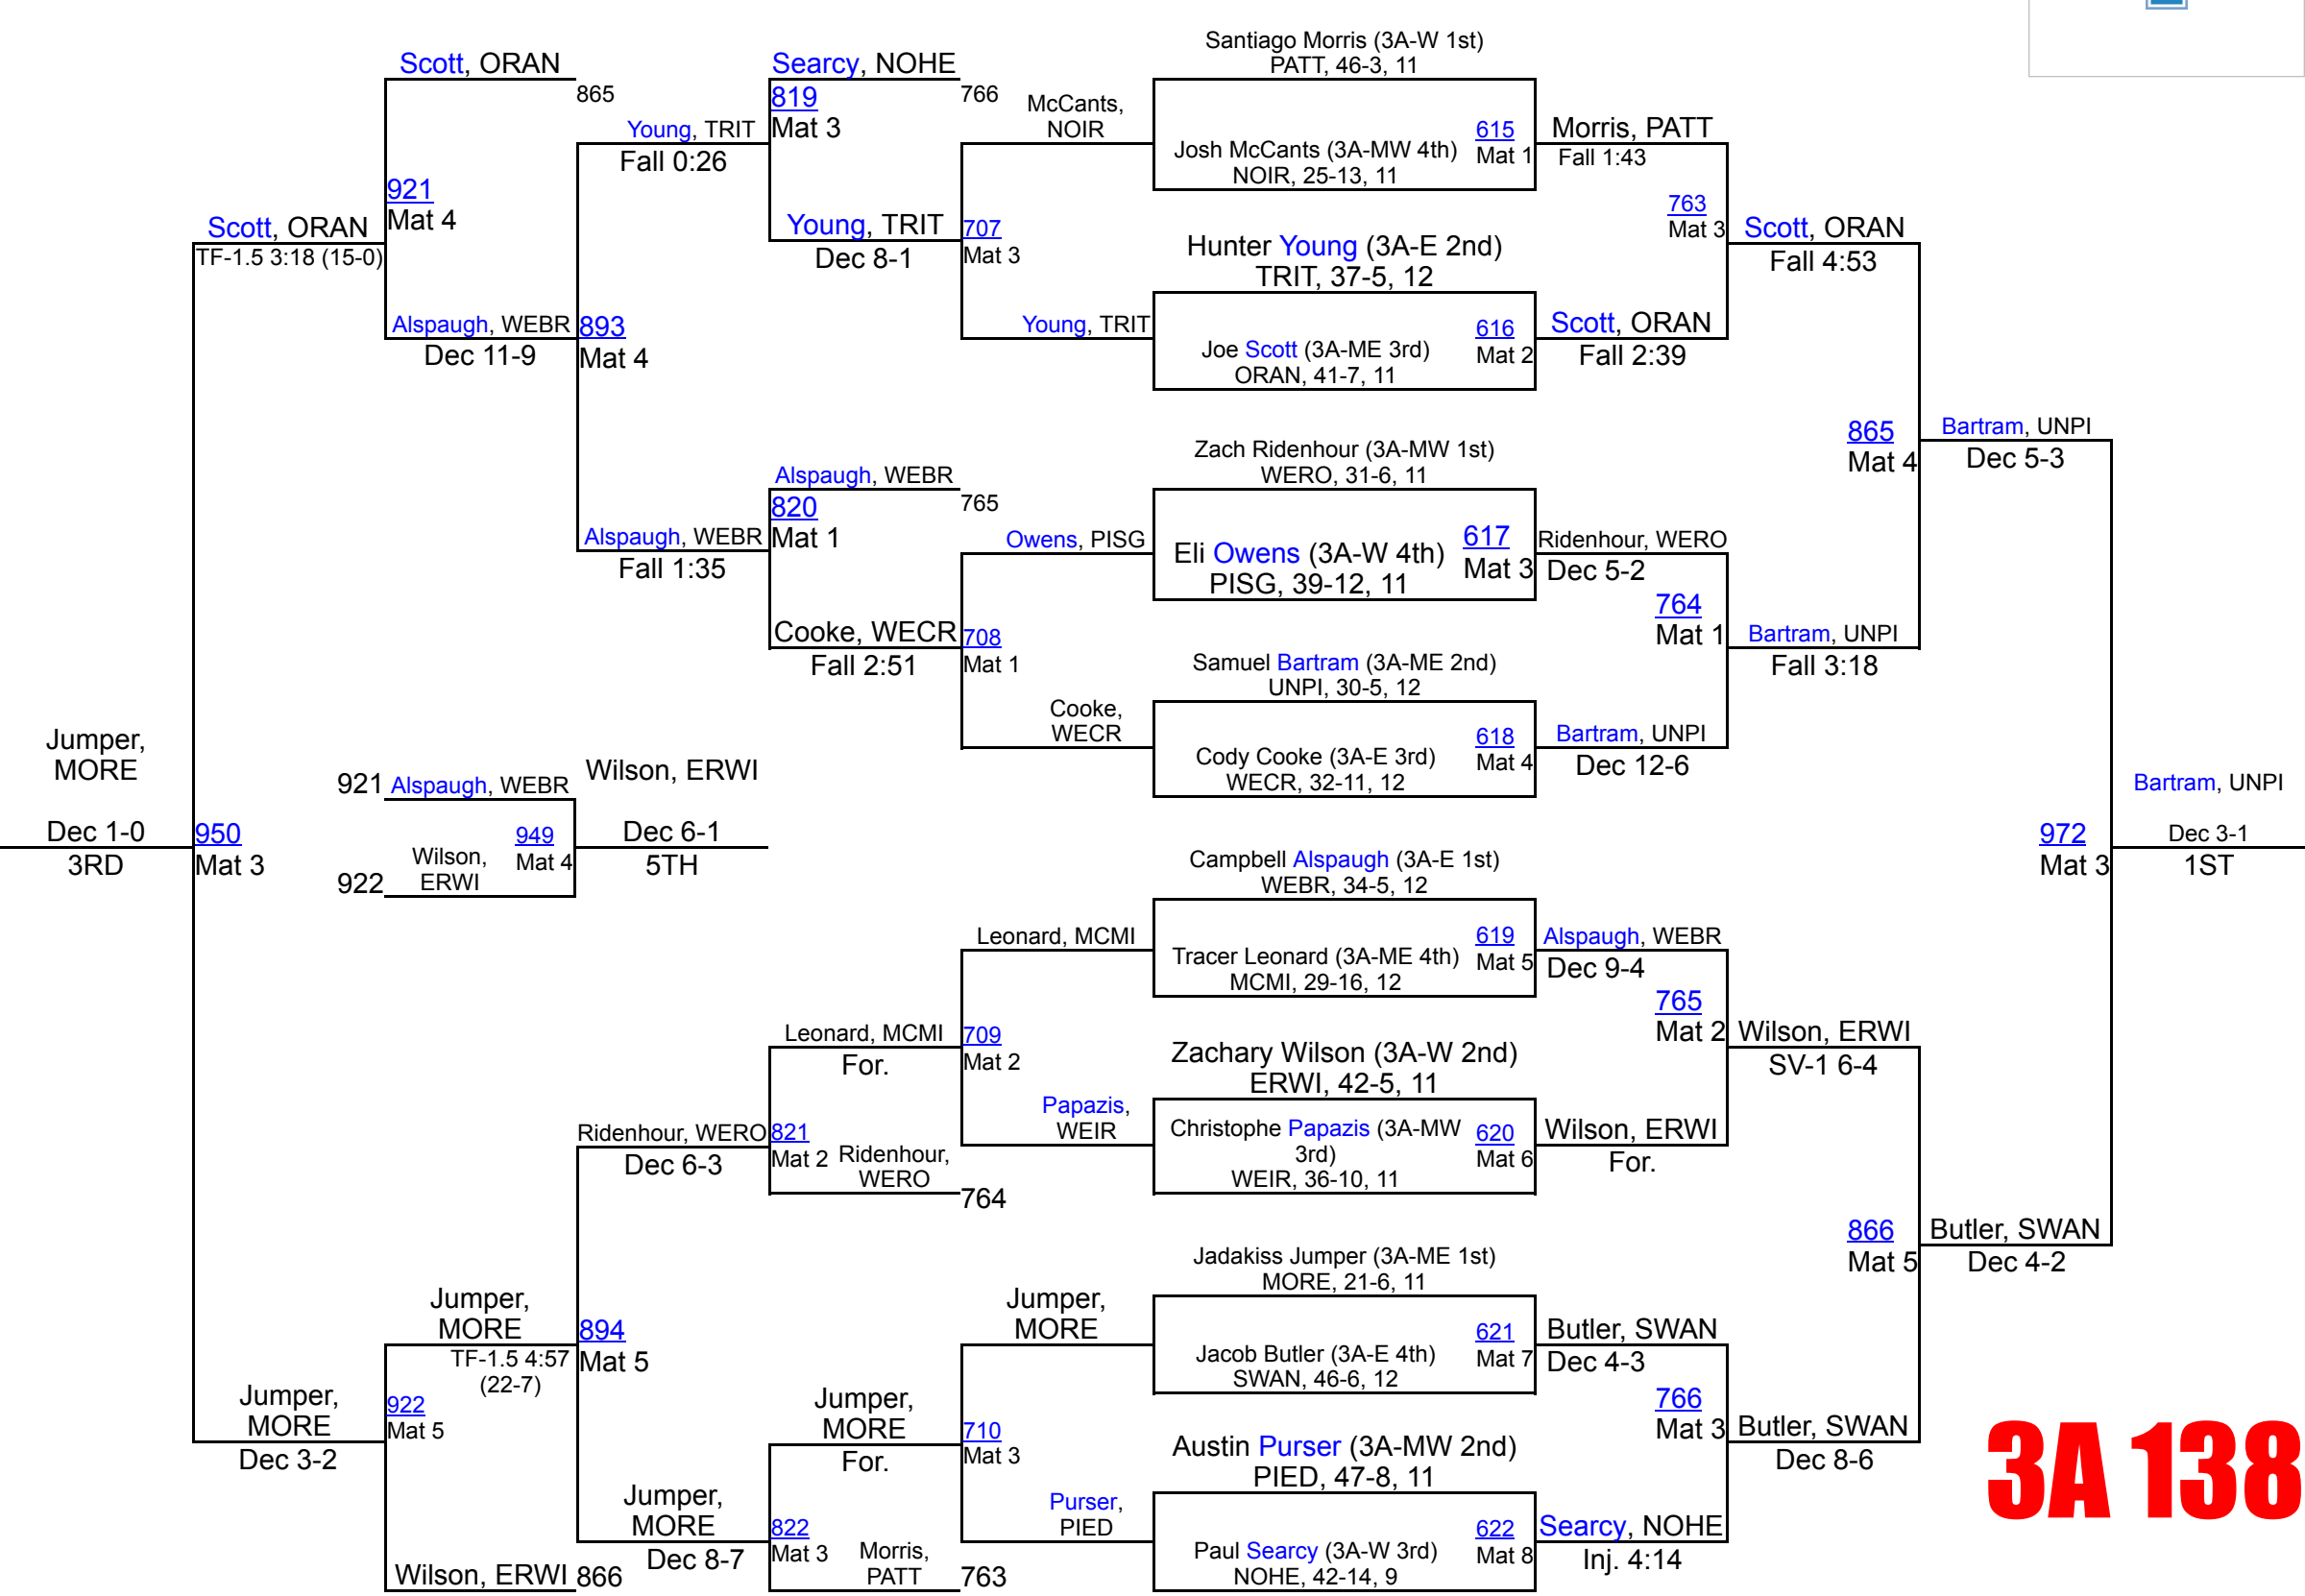 Santiago Morris (3A-W 1st)
PATT, 46-3, 11
Scott, ORAN
865
Searcy, NOHE
766
819
Mat 3
McCants,
NOIR
Young, TRIT
Fall 0:26
Josh McCants (3A-MW 4th)
NOIR, 25-13, 11
615
Mat 1
Morris, PATT
Fall 1:43
921
Mat 4
Scott, ORAN
TF-1.5 3:18 (15-0)
Young, TRIT
Dec 8-1
707
Mat 3
Hunter Young (3A-E 2nd)
TRIT, 37-5, 12
763
Mat 3
Scott, ORAN
Fall 4:53
Alspaugh, WEBR
Dec 11-9
893
Mat 4
Young, TRIT
Joe Scott (3A-ME 3rd)
ORAN, 41-7, 11
616
Mat 2
Scott, ORAN
Fall 2:39
865
Mat 4
Bartram, UNPI
Dec 5-3
Zach Ridenhour (3A-MW 1st)
WERO, 31-6, 11
Alspaugh, WEBR
765
820
Mat 1
Alspaugh, WEBR
Fall 1:35
Owens, PISG
Eli Owens (3A-W 4th)
PISG, 39-12, 11
617
Mat 3
Ridenhour, WERO
Dec 5-2
764
Mat 1
Bartram, UNPI
Fall 3:18
Cooke, WECR
Fall 2:51
708
Mat 1
Samuel Bartram (3A-ME 2nd)
UNPI, 30-5, 12
Cooke,
WECR
Cody Cooke (3A-E 3rd)
WECR, 32-11, 12
618
Mat 4
Bartram, UNPI
Dec 12-6
Jumper,
MORE
Dec 1-0
3RD
950
Mat 3
921
Alspaugh, WEBR
922
Wilson,
ERWI
949
Mat 4
Wilson, ERWI
Dec 6-1
5TH
972
Mat 3
Bartram, UNPI
Dec 3-1
1ST
Campbell Alspaugh (3A-E 1st)
WEBR, 34-5, 12
Leonard, MCMI
Tracer Leonard (3A-ME 4th)
MCMI, 29-16, 12
619
Mat 5
Alspaugh, WEBR
Dec 9-4
765
Mat 2
Wilson, ERWI
SV-1 6-4
Leonard, MCMI
For.
709
Mat 2
Zachary Wilson (3A-W 2nd)
ERWI, 42-5, 11
Papazis,
WEIR
Christophe Papazis (3A-MW
3rd)
WEIR, 36-10, 11
620
Mat 6
Wilson, ERWI
For.
Ridenhour, WERO
Dec 6-3
821
Mat 2
Ridenhour,
WERO
764
866
Mat 5
Butler, SWAN
Dec 4-2
Jadakiss Jumper (3A-ME 1st)
MORE, 21-6, 11
Jumper,
MORE
TF-1.5 4:57
(22-7)
894
Mat 5
Jumper,
MORE
Jacob Butler (3A-E 4th)
SWAN, 46-6, 12
621
Mat 7
Butler, SWAN
Dec 4-3
766
Mat 3
Butler, SWAN
Dec 8-6
Jumper,
MORE
Dec 3-2
922
Mat 5
Jumper,
MORE
For.
710
Mat 3
Austin Purser (3A-MW 2nd)
PIED, 47-8, 11
Jumper,
MORE
Dec 8-7
822
Mat 3
Purser,
PIED
Paul Searcy (3A-W 3rd)
NOHE, 42-14, 9
622
Mat 8
Searcy, NOHE
Inj. 4:14
Wilson, ERWI
866
Morris,
PATT
763
3A 138